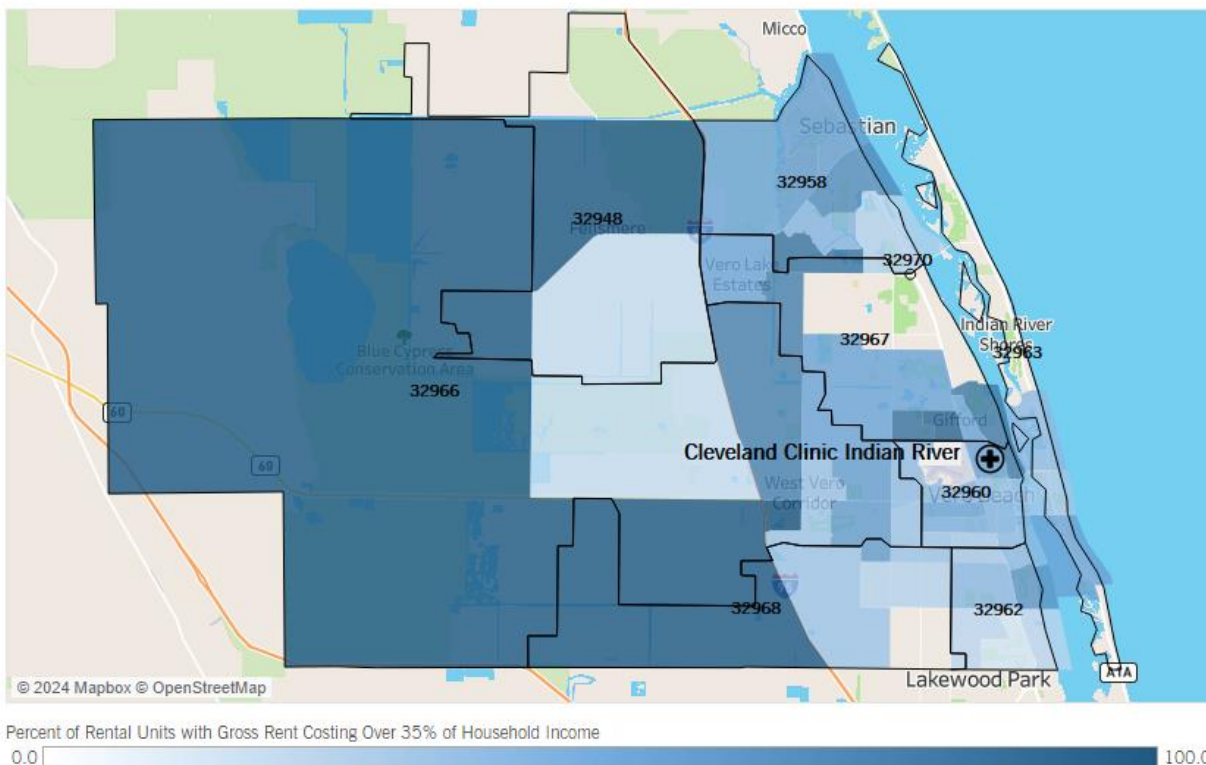 Micco
Sebastian
32958
32948
Fellsmere
32970
Vero Lake
Estates
Indian River
Shores
32963
32967
Blue Cypress
Conservation Area
32966
60
60
Gifford
Cleveland Clinic Indian River
West Vero
Corridor
32960
Vero Beach
32968
32962
Lakewood Park
A1A
© 2024 Mapbox © OpenStreetMap
Percent of Rental Units with Gross Rent Costing Over 35% of Household Income
0.0
100.0